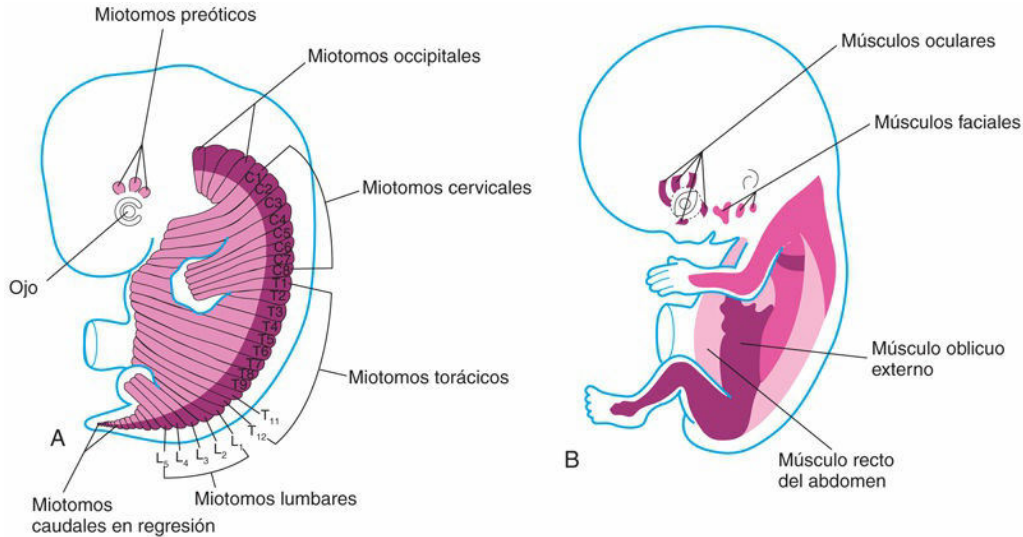 Miotomos preóticos
Miotomos occipitales
C1
C2
C3
C4
C5
C6
C7
C8
Miotomos cervicales
Ojo
T1
T2
T3
T4
T5
T6
T7
T8
T9
T11
T12
Miotomos torácicos
L1
L2
L3
L4
L5
Miotomos lumbares
Miotomos
caudales en regresión
A
Músculos oculares
Músculos faciales
Músculo oblicuo
externo
Músculo recto
del abdomen
B